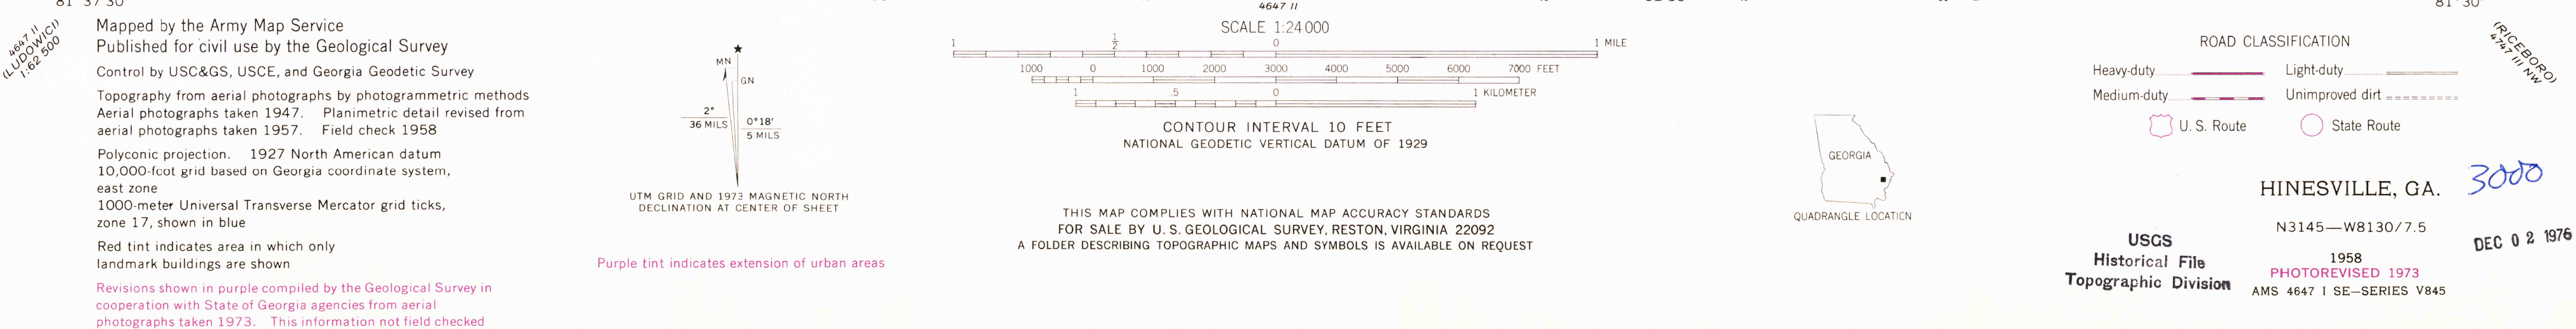 81°37'30"
4647 II
(LUDOWICI)
1:62 500
Mapped by the Army Map Service
Published for civil use by the Geological Survey
Control by USC&GS, USCE, and Georgia Geodetic Survey
Topography from aerial photographs by photogrammetric methods
Aerial photographs taken 1947. Planimetric detail revised from
aerial photographs taken 1957. Field check 1958
Polyconic projection. 1927 North American datum
10,000-foot grid based on Georgia coordinate system,
east zone
1000-meter Universal Transverse Mercator grid ticks,
zone 17, shown in blue
Red tint indicates area in which only
landmark buildings are shown
Revisions shown in purple compiled by the Geological Survey in
cooperation with State of Georgia agencies from aerial
photographs taken 1973. This information not field checked
MN
GN
2°
36 MILS
0°18'
5 MILS
UTM GRID AND 1973 MAGNETIC NORTH
DECLINATION AT CENTER OF SHEET
Purple tint indicates extension of urban areas
4647 II
SCALE 1:24 000
1 1/2 0 1 MILE
1000 0 1000 2000 3000 4000 5000 6000 7000 FEET
1 .5 0 1 KILOMETER
CONTOUR INTERVAL 10 FEET
NATIONAL GEODETIC VERTICAL DATUM OF 1929
THIS MAP COMPLIES WITH NATIONAL MAP ACCURACY STANDARDS
FOR SALE BY U. S. GEOLOGICAL SURVEY, RESTON, VIRGINIA 22092
A FOLDER DESCRIBING TOPOGRAPHIC MAPS AND SYMBOLS IS AVAILABLE ON REQUEST
GEORGIA
QUADRANGLE LOCATION
81°30'
(RICEBORO)
4747 III NW
ROAD CLASSIFICATION
Heavy-duty Light-duty
Medium-duty Unimproved dirt
U. S. Route State Route
HINESVILLE, GA.
3000
N3145—W8130/7.5
USGS
Historical File
Topographic Division
DEC 02 1976
1958
PHOTOREVISED 1973
AMS 4647 I SE—SERIES V845